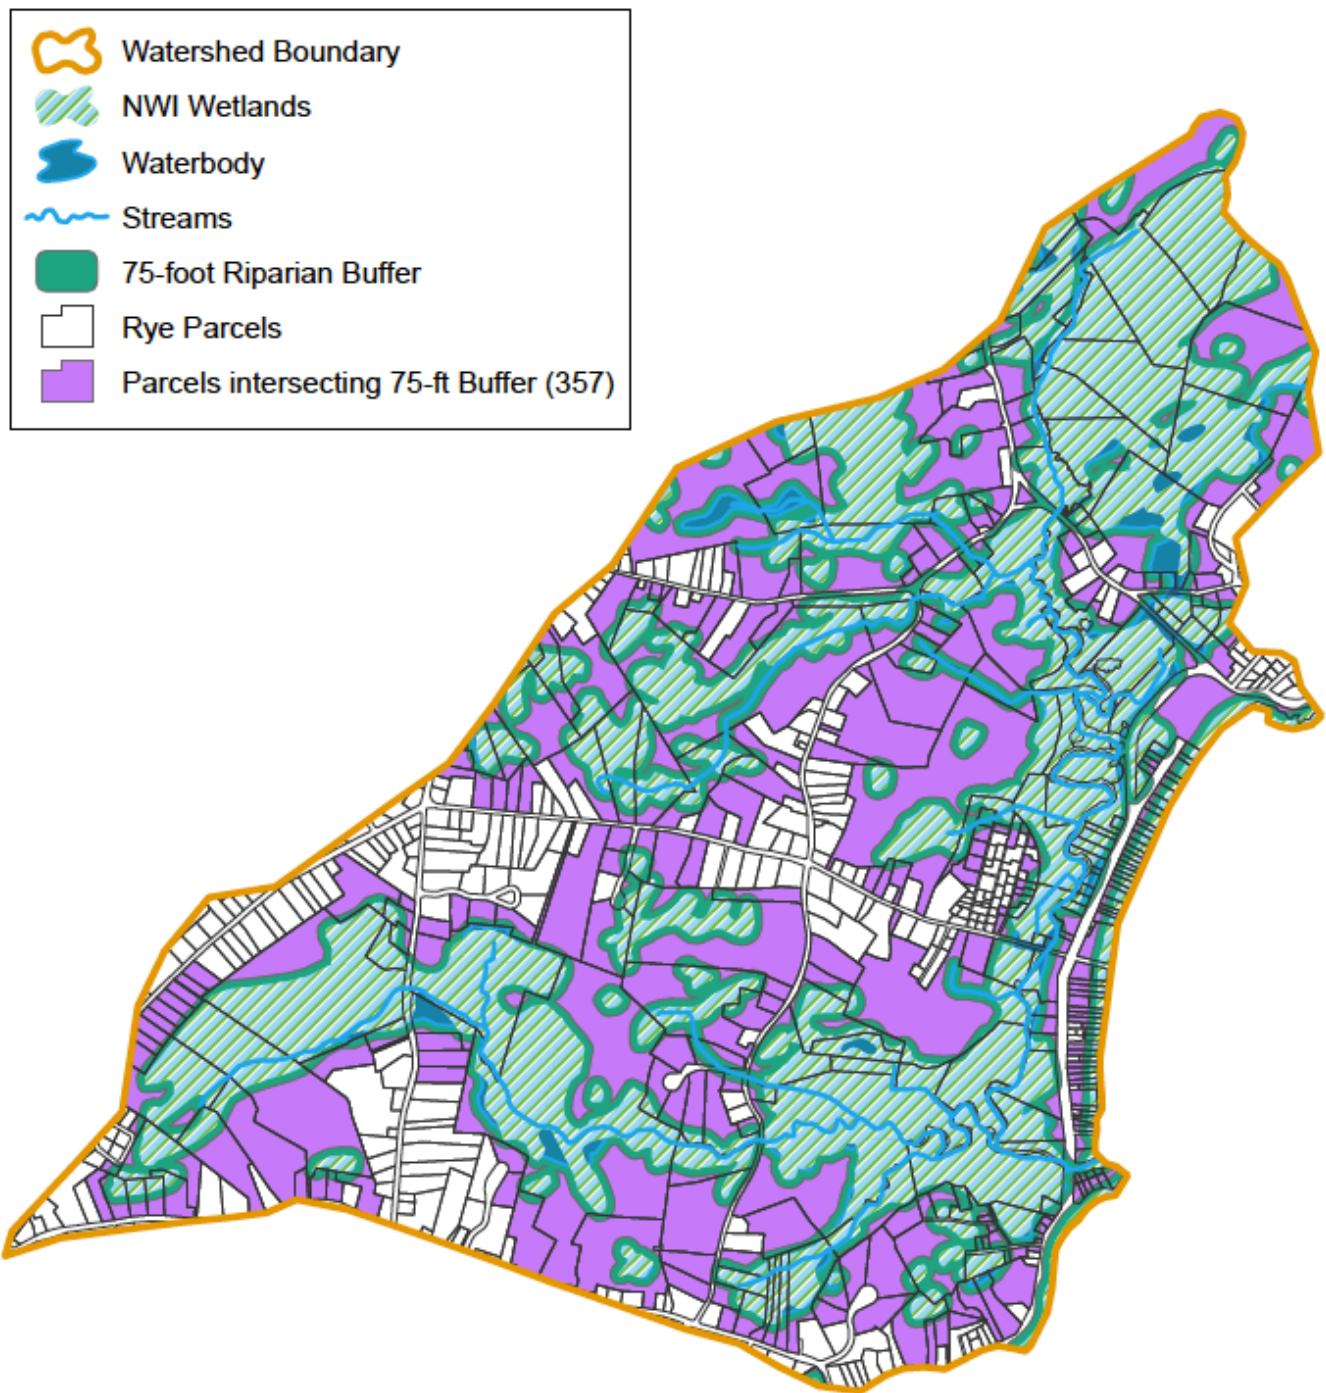 Watershed Boundary
NWI Wetlands
Waterbody
Streams
75-foot Riparian Buffer
Rye Parcels
Parcels intersecting 75-ft Buffer (357)